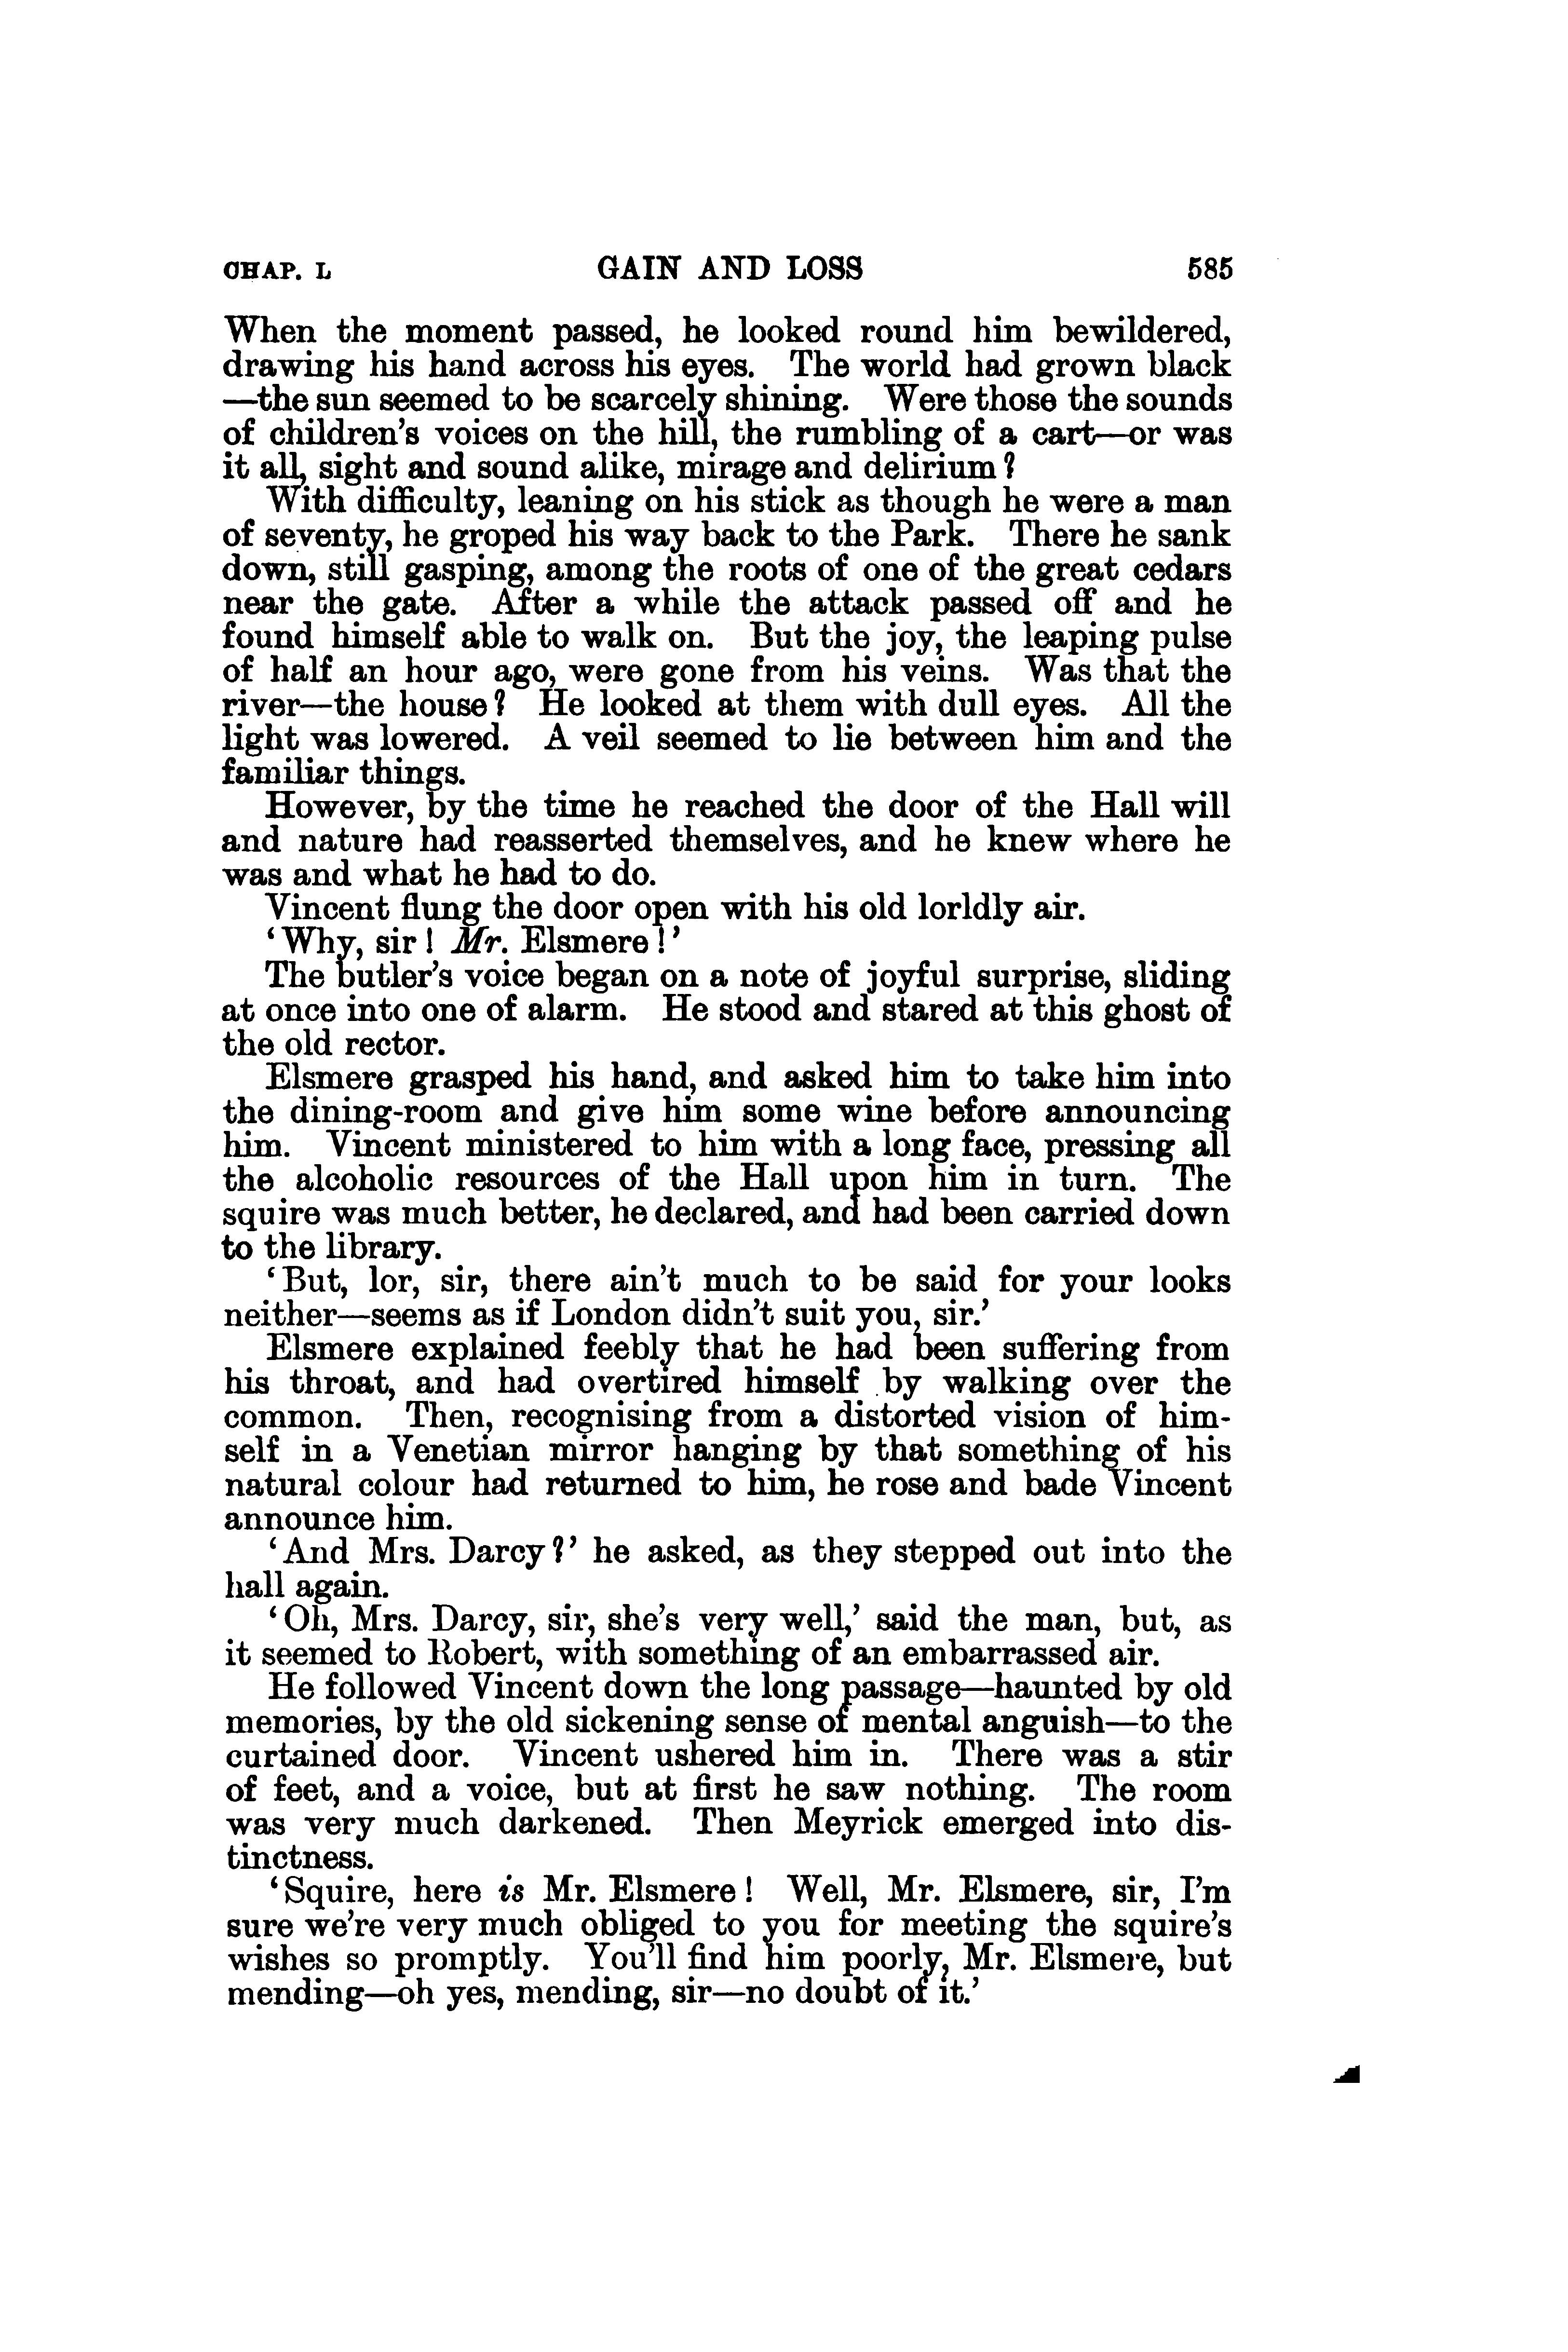 CHAP. L GAIN AND LOSS 585
When the moment passed, he looked round him bewildered,
drawing his hand across his eyes. The world had grown black
—the sun seemed to be scarcely shining. Were those the sounds
of children's voices on the hill, the rumbling of a cart—or was
it all, sight and sound alike, mirage and delirium?
With difficulty, leaning on his stick as though he were a man
of seventy, he groped his way back to the Park. There he sank
down, still gasping, among the roots of one of the great cedars
near the gate. After a while the attack passed off and he
found himself able to walk on. But the joy, the leaping pulse
of half an hour ago, were gone from his veins. Was that the
river—the house? He looked at them with dull eyes. All the
light was lowered. A veil seemed to lie between him and the
familiar things.
However, by the time he reached the door of the Hall will
and nature had reasserted themselves, and he knew where he
was and what he had to do.
Vincent flung the door open with his old lorldly air.
'Why, sir! Mr. Elsmere!'
The butler's voice began on a note of joyful surprise, sliding
at once into one of alarm. He stood and stared at this ghost of
the old rector.
Elsmere grasped his hand, and asked him to take him into
the dining-room and give him some wine before announcing
him. Vincent ministered to him with a long face, pressing all
the alcoholic resources of the Hall upon him in turn. The
squire was much better, he declared, and had been carried down
to the library.
'But, lor, sir, there ain't much to be said for your looks
neither—seems as if London didn't suit you, sir.'
Elsmere explained feebly that he had been suffering from
his throat, and had overtired himself by walking over the
common. Then, recognising from a distorted vision of him-
self in a Venetian mirror hanging by that something of his
natural colour had returned to him, he rose and bade Vincent
announce him.
'And Mrs. Darcy?' he asked, as they stepped out into the
hall again.
'Oh, Mrs. Darcy, sir, she's very well,' said the man, but, as
it seemed to Robert, with something of an embarrassed air.
He followed Vincent down the long passage—haunted by old
memories, by the old sickening sense of mental anguish—to the
curtained door. Vincent ushered him in. There was a stir
of feet, and a voice, but at first he saw nothing. The room
was very much darkened. Then Meyrick emerged into dis-
tinctness.
'Squire, here is Mr. Elsmere! Well, Mr. Elsmere, sir, I'm
sure we're very much obliged to you for meeting the squire's
wishes so promptly. You'll find him poorly, Mr. Elsmere, but
mending—oh yes, mending, sir—no doubt of it.'